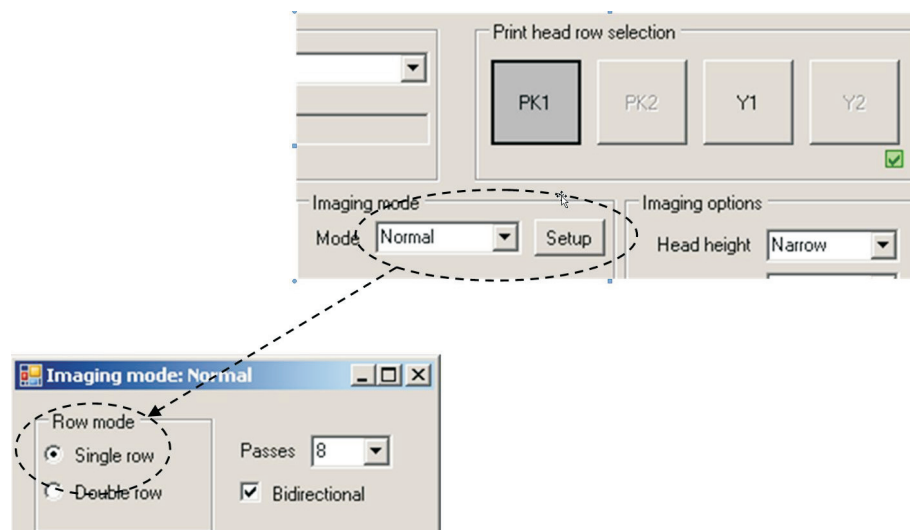 Print head row selection
PK1 PK2 Y1 Y2
Imaging mode
Mode Normal Setup
Imaging options
Head height Narrow
Imaging mode: Normal
Row mode
Single row
Double row
Passes 8
Bidirectional